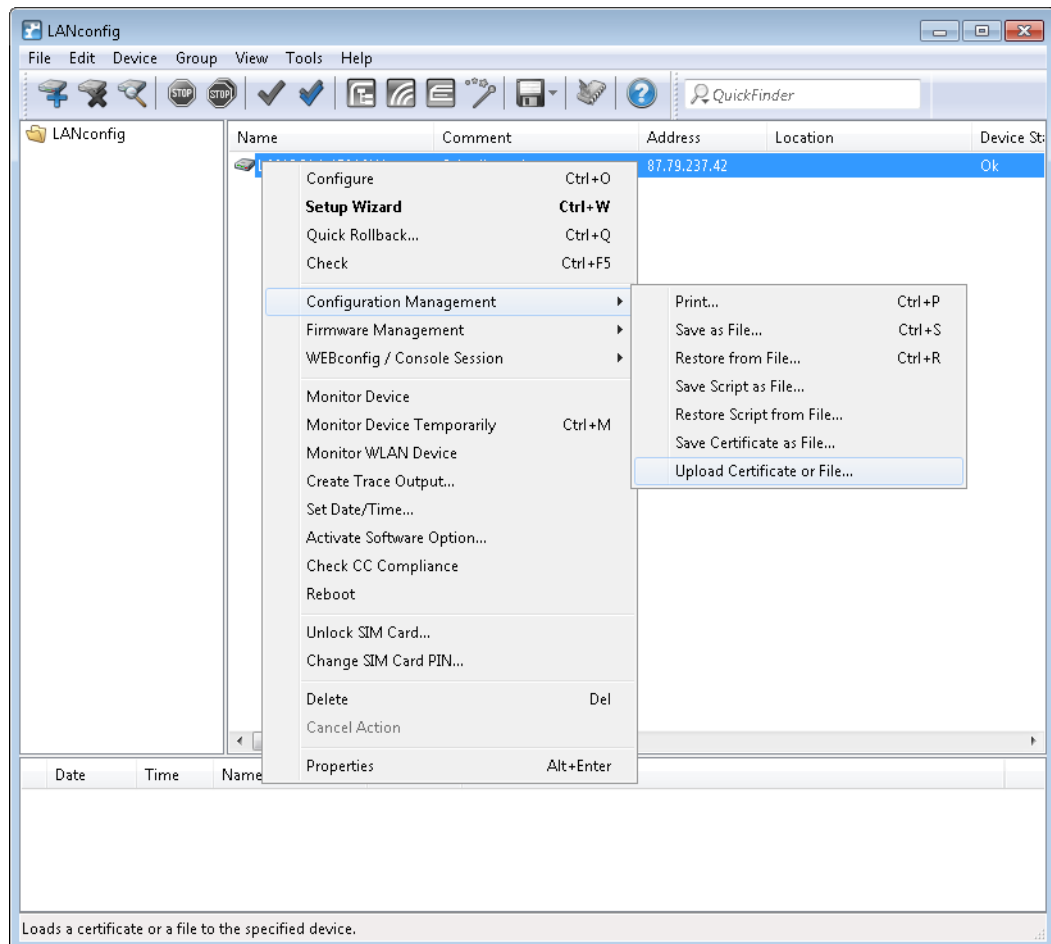 LANconfig
File Edit Device Group View Tools Help
STOP STOP QuickFinder
LANconfig
Name Comment Address Location Device
87.79.237.42 Ok
Configure Ctrl+O
Setup Wizard Ctrl+W
Quick Rollback... Ctrl+Q
Check Ctrl+F5
Configuration Management
Firmware Management
WEBconfig / Console Session
Monitor Device
Monitor Device Temporarily Ctrl+M
Monitor WLAN Device
Create Trace Output...
Set Date/Time...
Activate Software Option...
Check CC Compliance
Reboot
Unlock SIM Card...
Change SIM Card PIN...
Delete Del
Cancel Action
Properties Alt+Enter
Print... Ctrl+P
Save as File... Ctrl+S
Restore from File... Ctrl+R
Save Script as File...
Restore Script from File...
Save Certificate as File...
Upload Certificate or File...
Date Time Name
Loads a certificate or a file to the specified device.